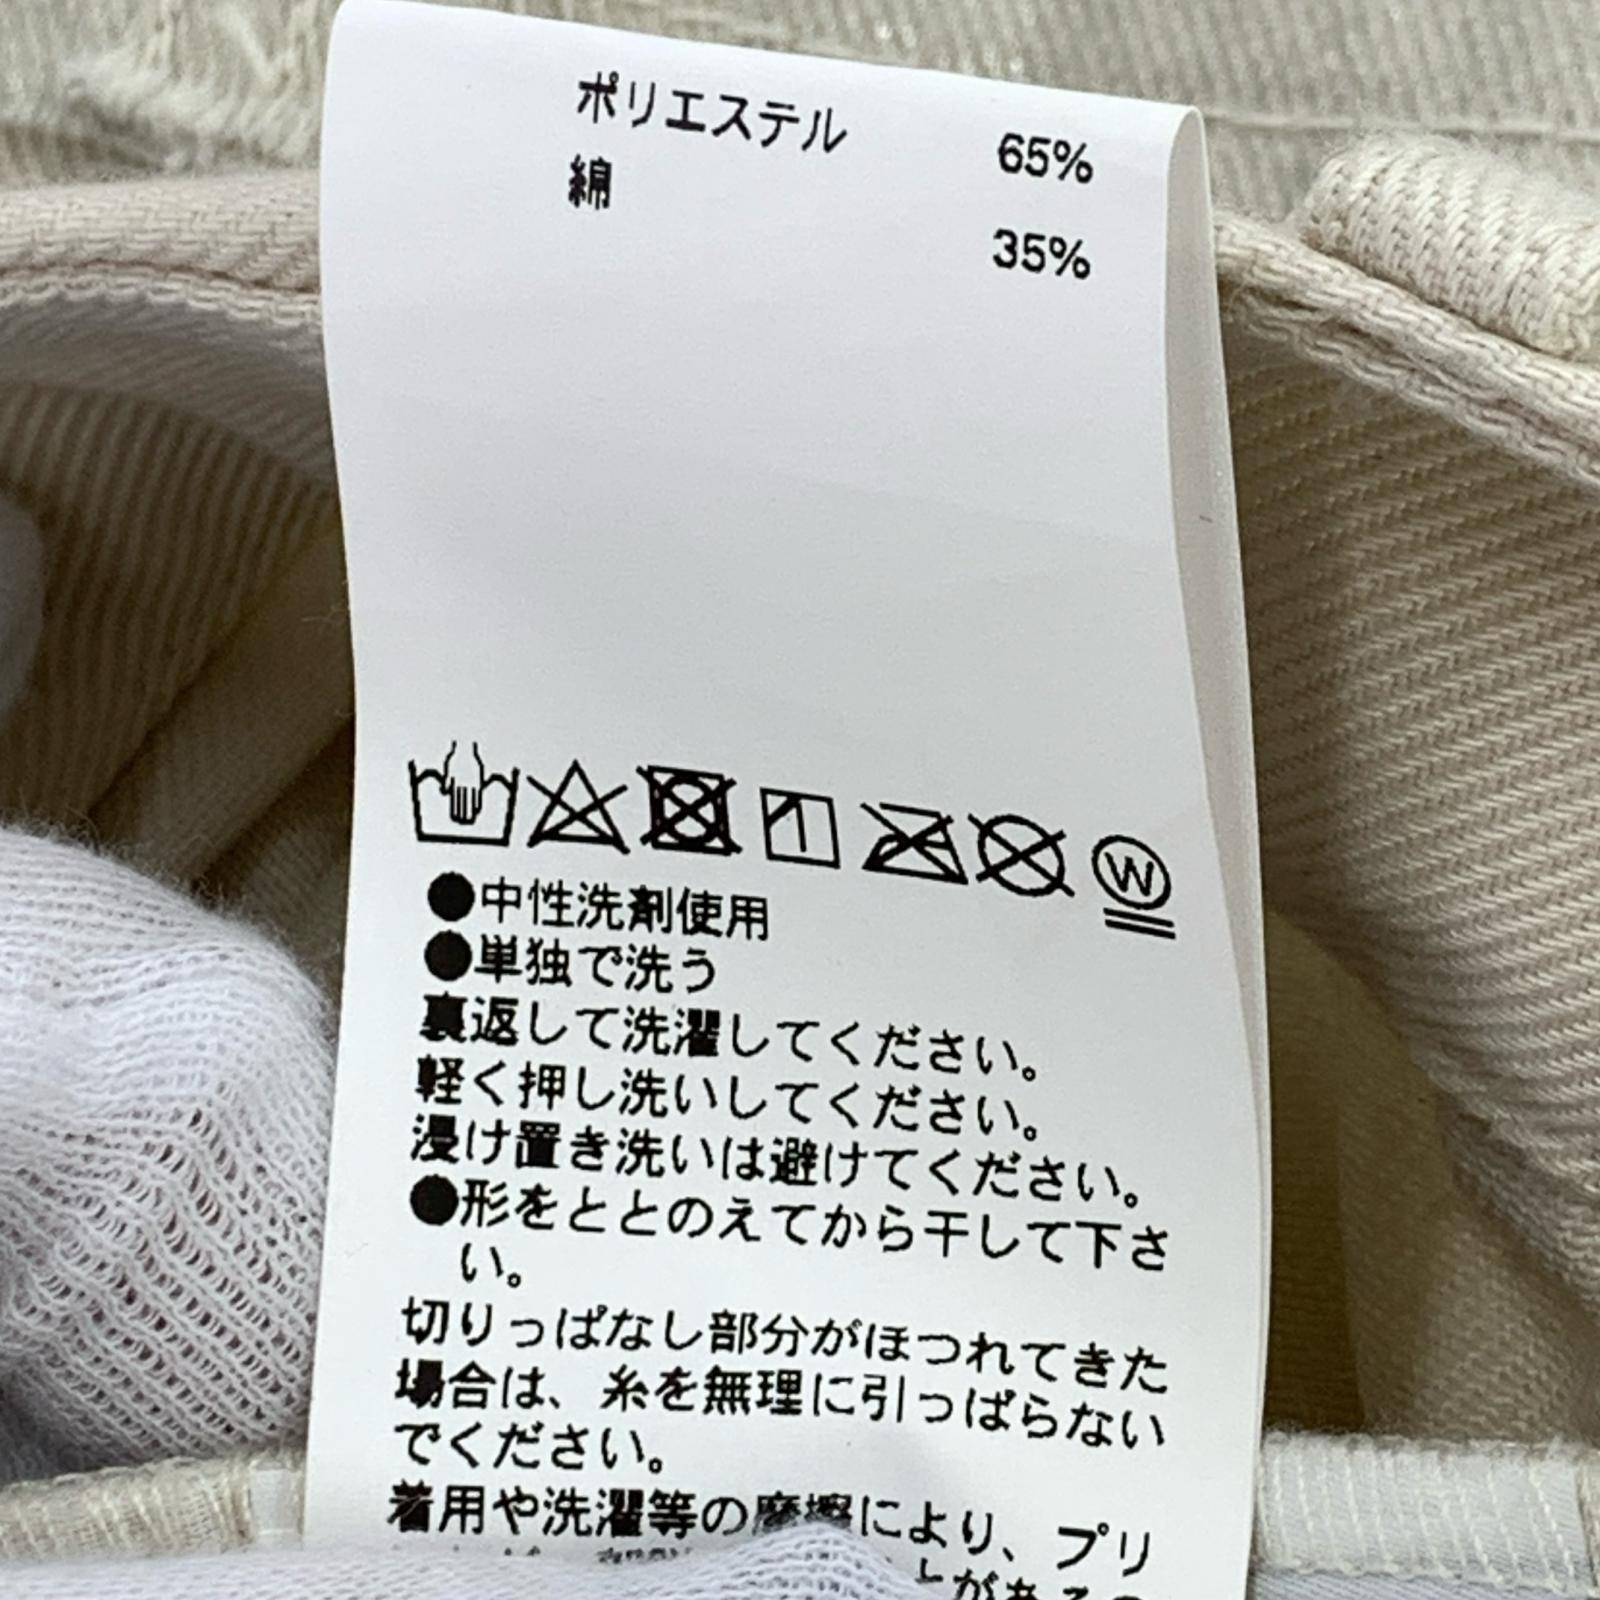 ポリエステル 65%
綿 35%
W
●中性洗剤使用
●単独で洗う
裏返して洗濯してください。
軽く押し洗いしてください。
浸け置き洗いは避けてください。
●形をととのえてから干して下さ
い。
切りっぱなし部分がほつれてきた
場合は、糸を無理に引っぱらない
でください。
着用や洗濯等の摩擦により、プリ